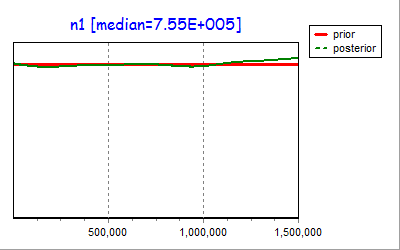 n1 [median=7.55E+005]
prior
posterior
500,000
1,000,000
1,500,000